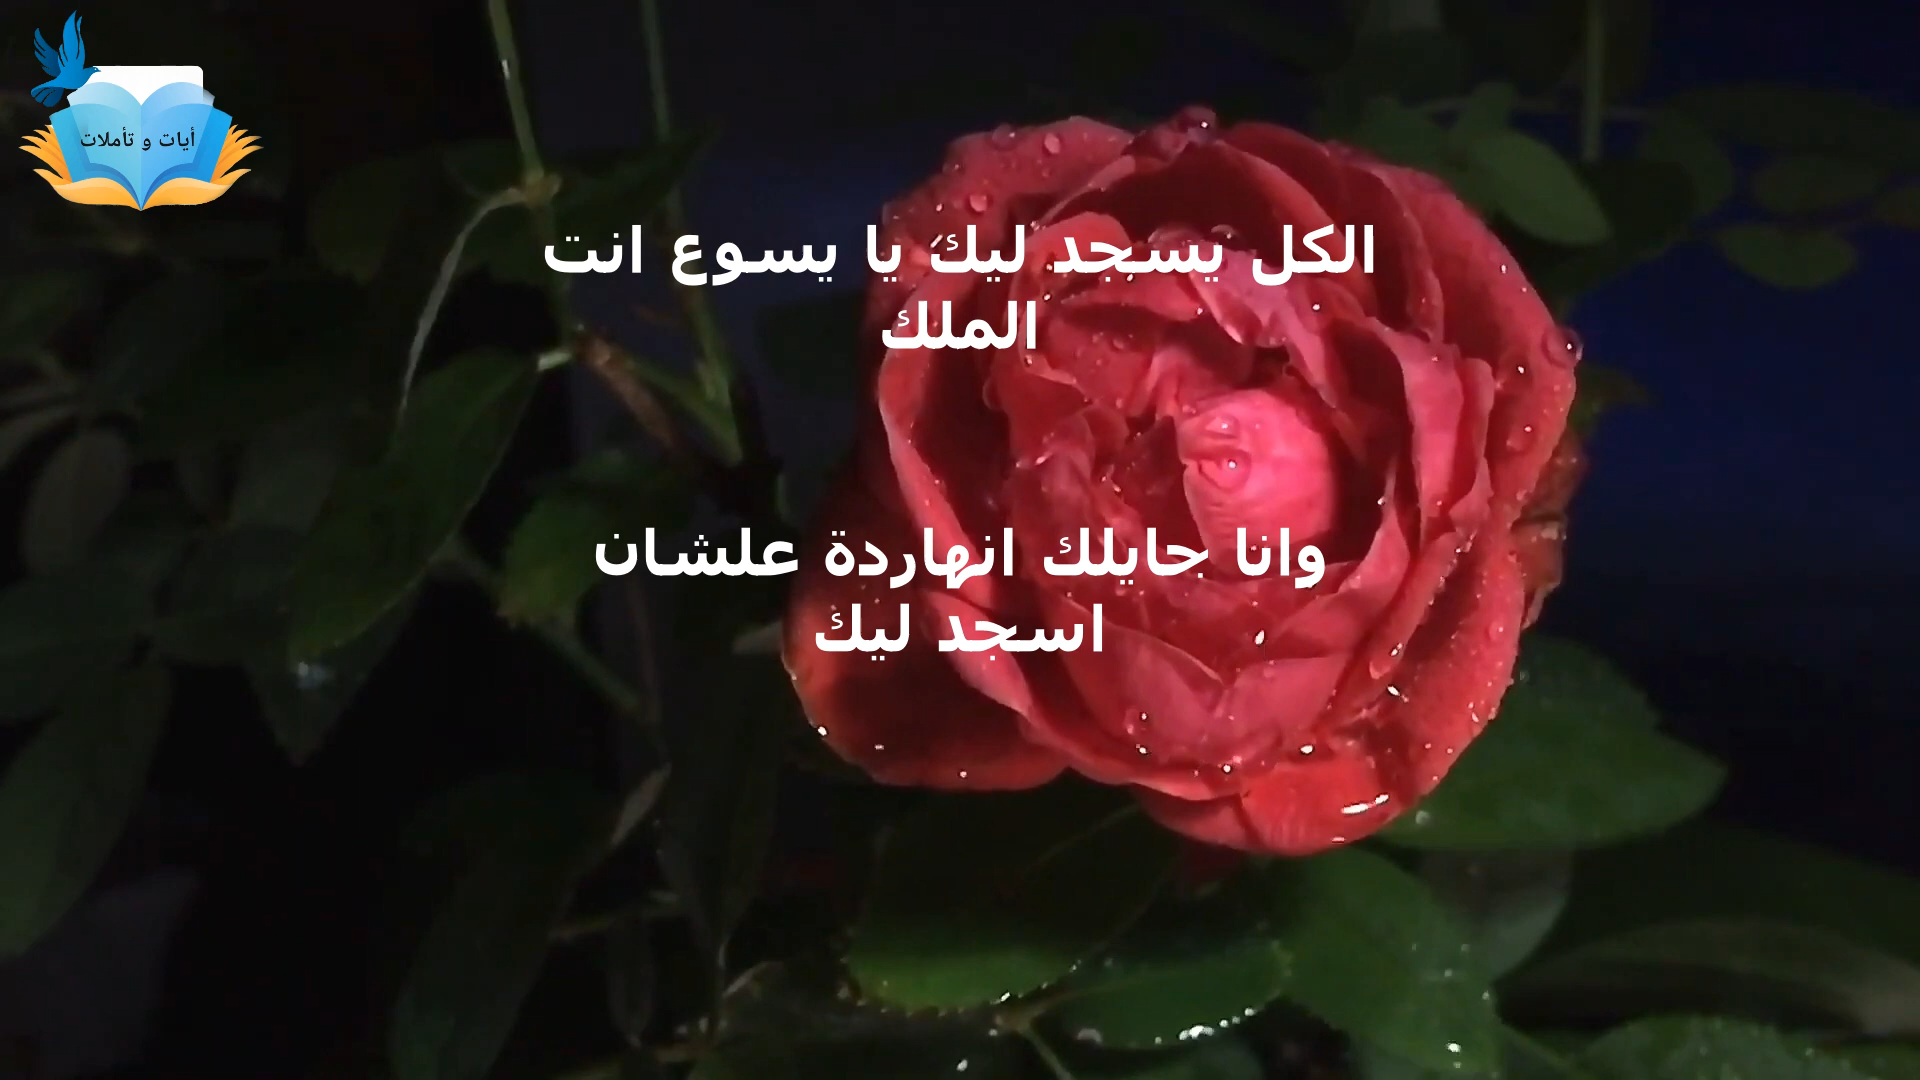 أيات و تأملات
الكل يسجد ليك يا يسوع انت
الملك
وانا جايلك انهاردة علشان
اسجد ليك